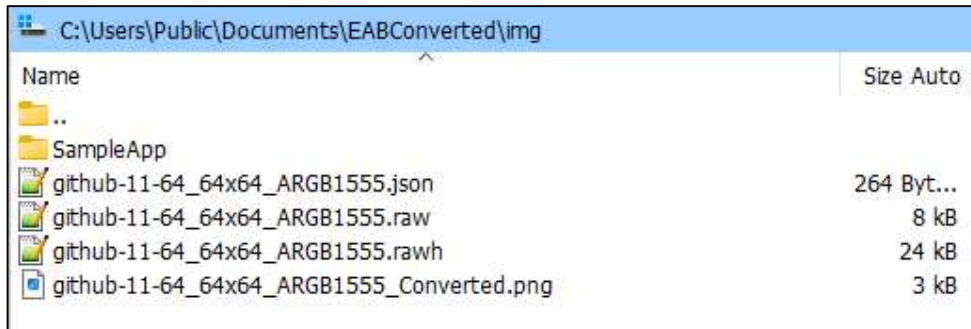 C:\Users\Public\Documents\EABConverted\img
Name Size Auto
..
SampleApp
github-11-64_64x64_ARGB1555.json 264 Byt...
github-11-64_64x64_ARGB1555.raw 8 kB
github-11-64_64x64_ARGB1555.rawh 24 kB
github-11-64_64x64_ARGB1555_Converted.png 3 kB